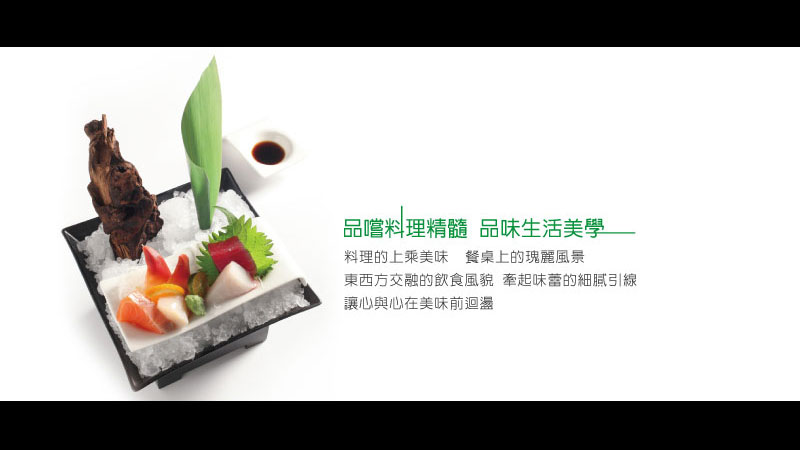 品嚐料理精髓 品味生活美學
料理的上乘美味 餐桌上的瑰麗風景
東西方交融的飲食風貌 牽起味蕾的細膩引線
讓心與心在美味前迴盪